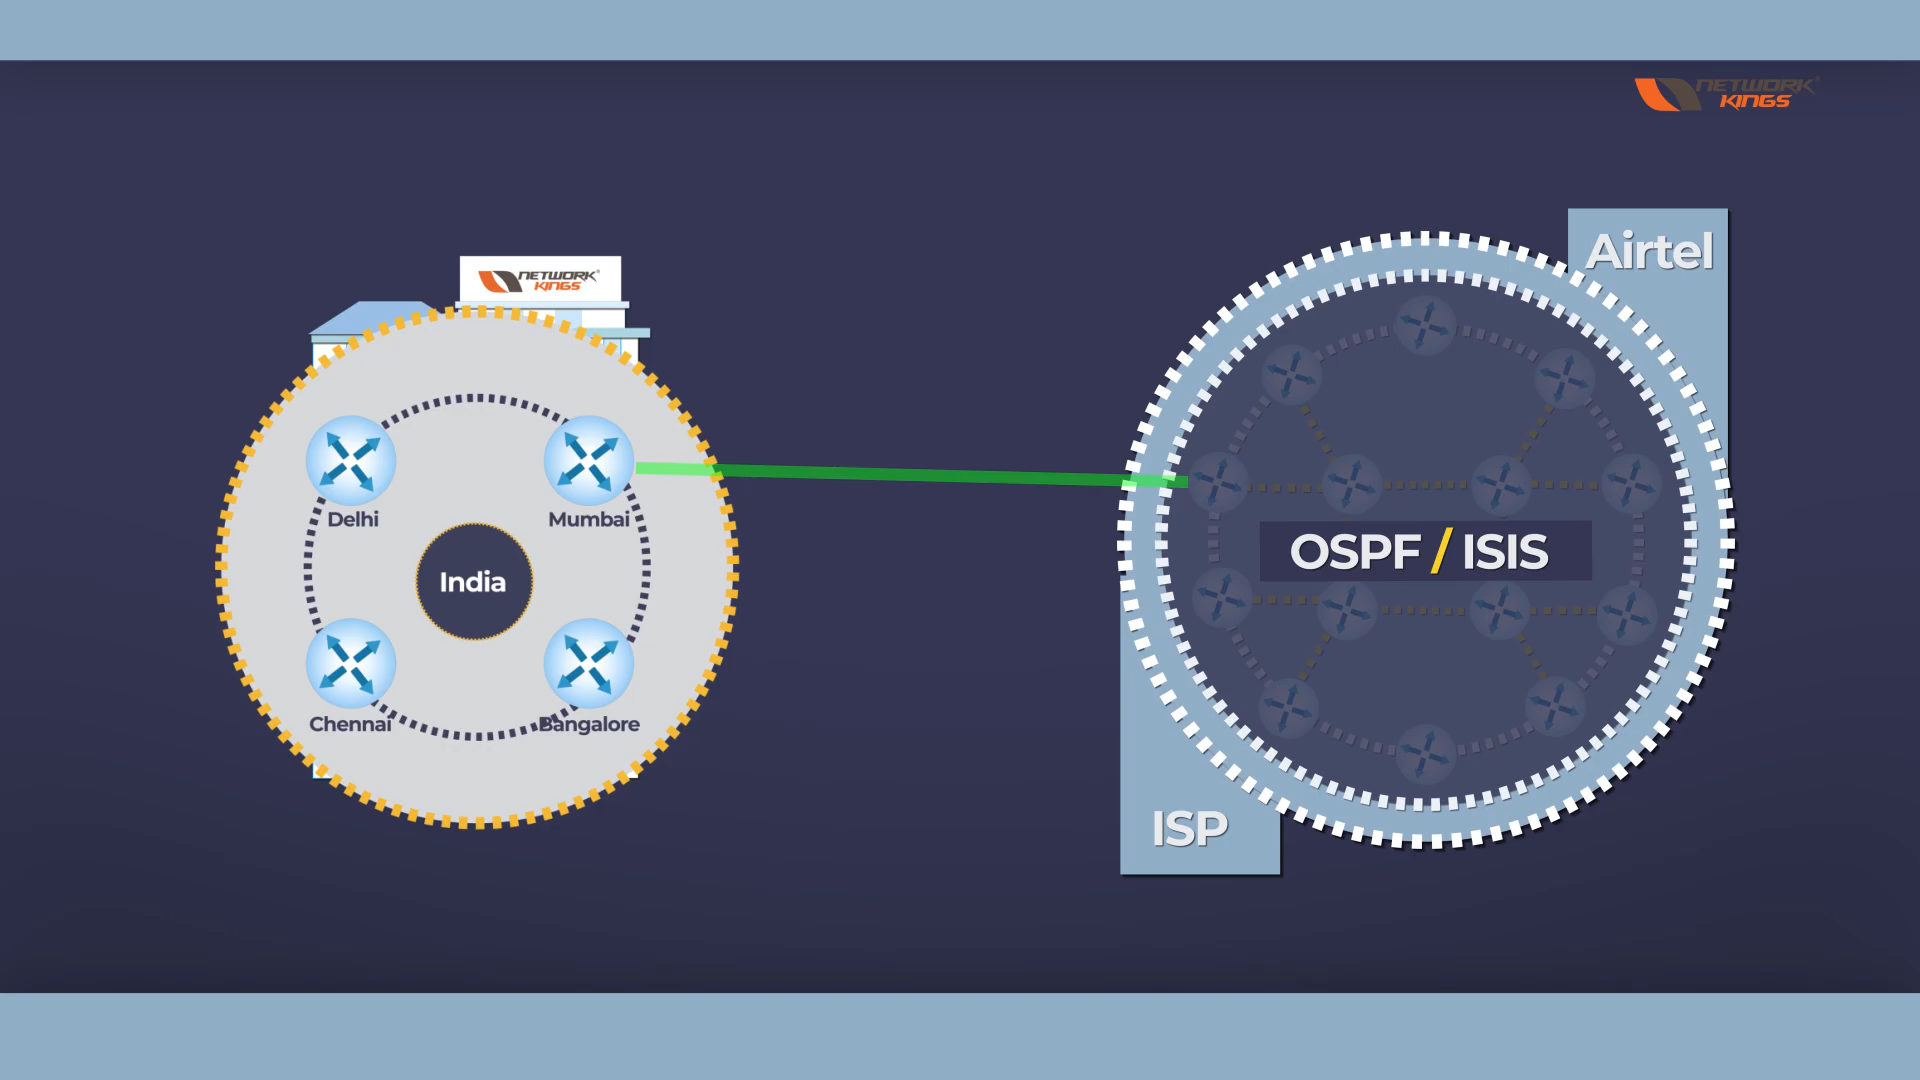 NETWORK
KINGS
Airtel
NETWORK
KINGS
Delhi
Mumbai
India
OSPF / ISIS
Chennai
Bangalore
ISP